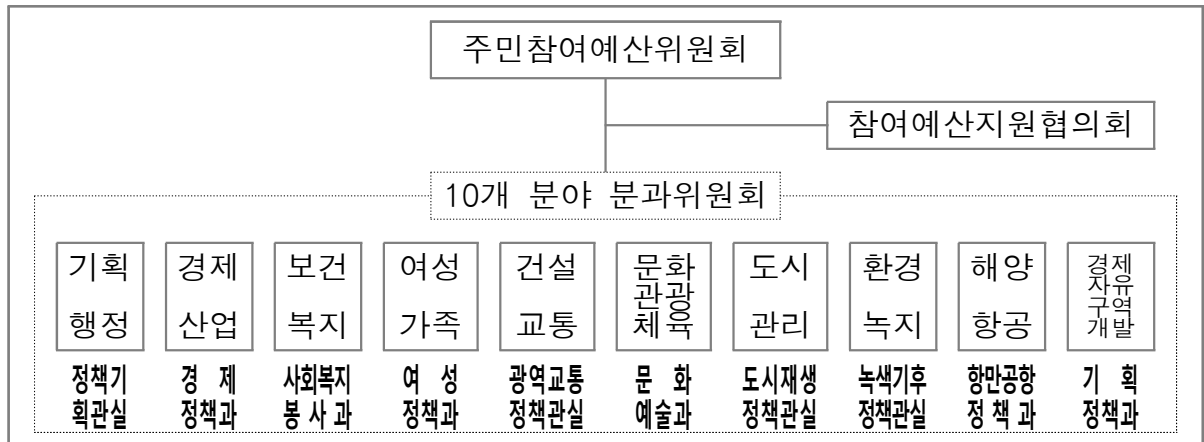 주민참여예산위원회
참여예산지원협의회
10개 분야 분과위원회
기획
행정
경제
산업
보건
복지
여성
가족
건설
교통
문화
관광
체육
도시
관리
환경
녹지
해양
항공
경제
자유
구역
개발
정책기
획관실
경 제
정책과
사회복지
봉 사 과
여 성
정책과
광역교통
정책관실
문 화
예술과
도시재생
정책관실
녹색기후
정책관실
항만공항
정 책 과
기 획
정책과